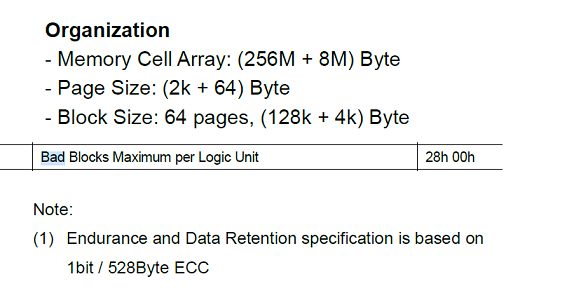 Organization
- Memory Cell Array: (256M + 8M) Byte
- Page Size: (2k + 64) Byte
- Block Size: 64 pages, (128k + 4k) Byte
Bad Blocks Maximum per Logic Unit 28h 00h
Note:
(1) Endurance and Data Retention specification is based on
1bit / 528Byte ECC